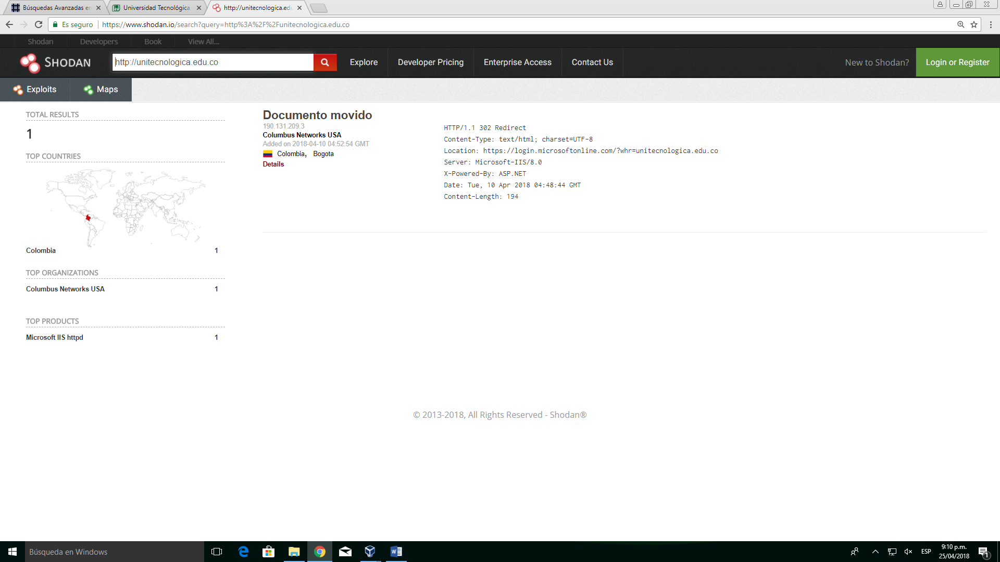 Búsquedas Avanzadas en
Universidad Tecnológica
http://unitecnologica.edu
Es seguro
https://www.shodan.io/search?query=http%3A%2F%2Funitecnologica.edu.co
Shodan
Developers
Book
View All...
SHODAN
http://unitecnologica.edu.co
Explore
Developer Pricing
Enterprise Access
Contact Us
New to Shodan?
Login or Register
Exploits
Maps
TOTAL RESULTS
1
TOP COUNTRIES
Colombia 1
TOP ORGANIZATIONS
Columbus Networks USA 1
TOP PRODUCTS
Microsoft IIS httpd 1
Documento movido
190.131.209.3
Columbus Networks USA
Added on 2018-04-10 04:52:54 GMT
Colombia, Bogota
Details
HTTP/1.1 302 Redirect
Content-Type: text/html; charset=UTF-8
Location: https://login.microsoftonline.com/?whr=unitecnologica.edu.co
Server: Microsoft-IIS/8.0
X-Powered-By: ASP.NET
Date: Tue, 10 Apr 2018 04:48:44 GMT
Content-Length: 194
© 2013-2018, All Rights Reserved - Shodan®
Búsqueda en Windows
ESP
9:10 p.m.
25/04/2018
1